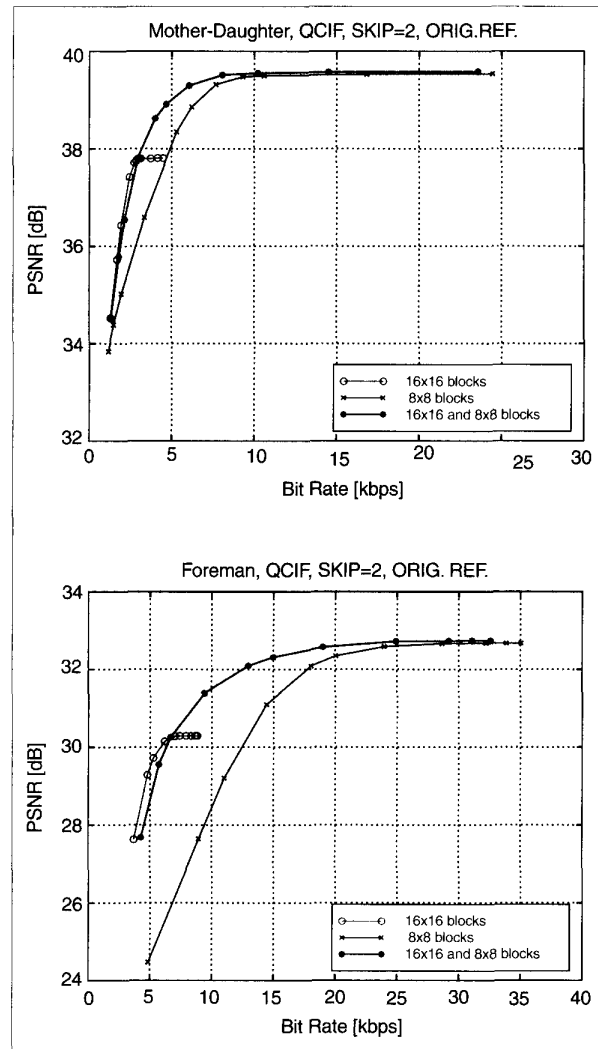 Mother-Daughter, QCIF, SKIP=2, ORIG.REF.
40
38
36
34
32
PSNR [dB]
16x16 blocks
8x8 blocks
16x16 and 8x8 blocks
0 5 10 15 20 25 30
Bit Rate [kbps]
Foreman, QCIF, SKIP=2, ORIG. REF.
34
32
30
28
26
24
PSNR [dB]
16x16 blocks
8x8 blocks
16x16 and 8x8 blocks
0 5 10 15 20 25 30 35 40
Bit Rate [kbps]